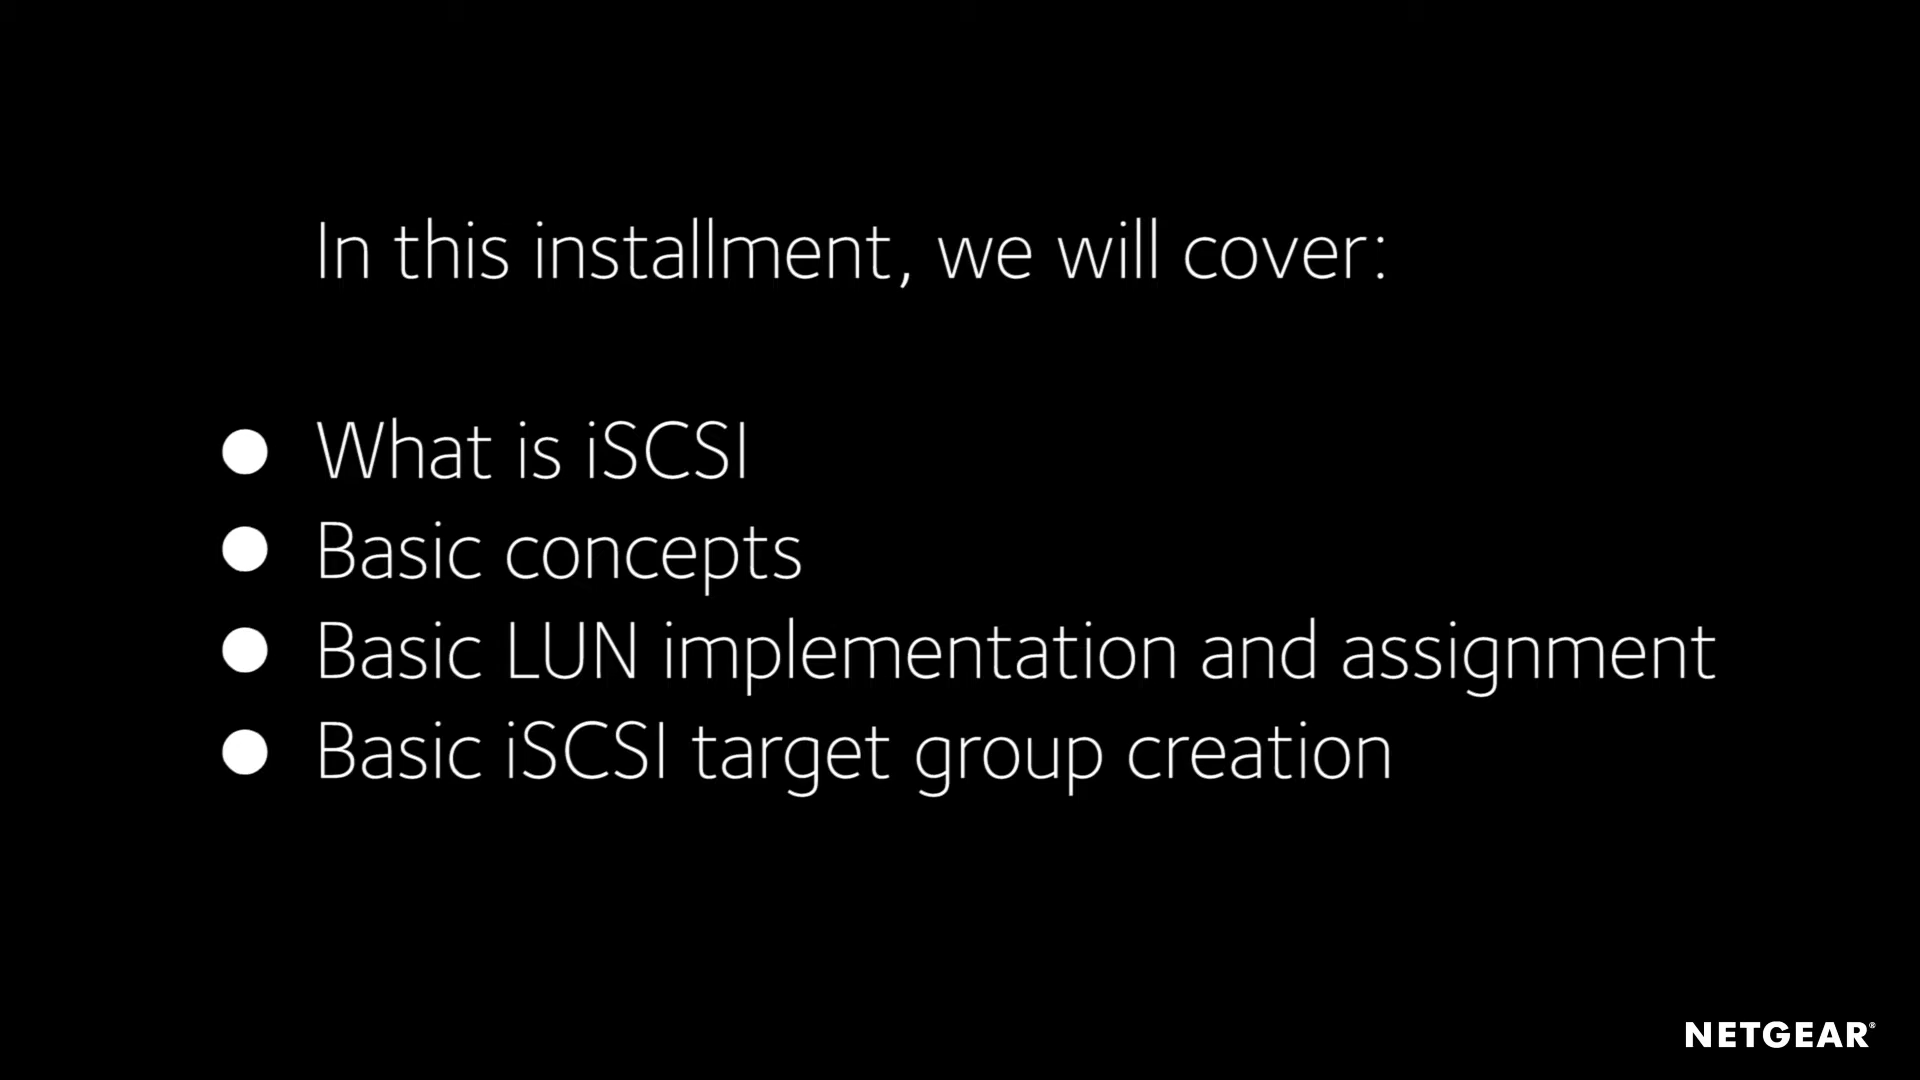 In this installment, we will cover:
● What is iSCSI
● Basic concepts
● Basic LUN implementation and assignment
● Basic iSCSI target group creation
NETGEAR®